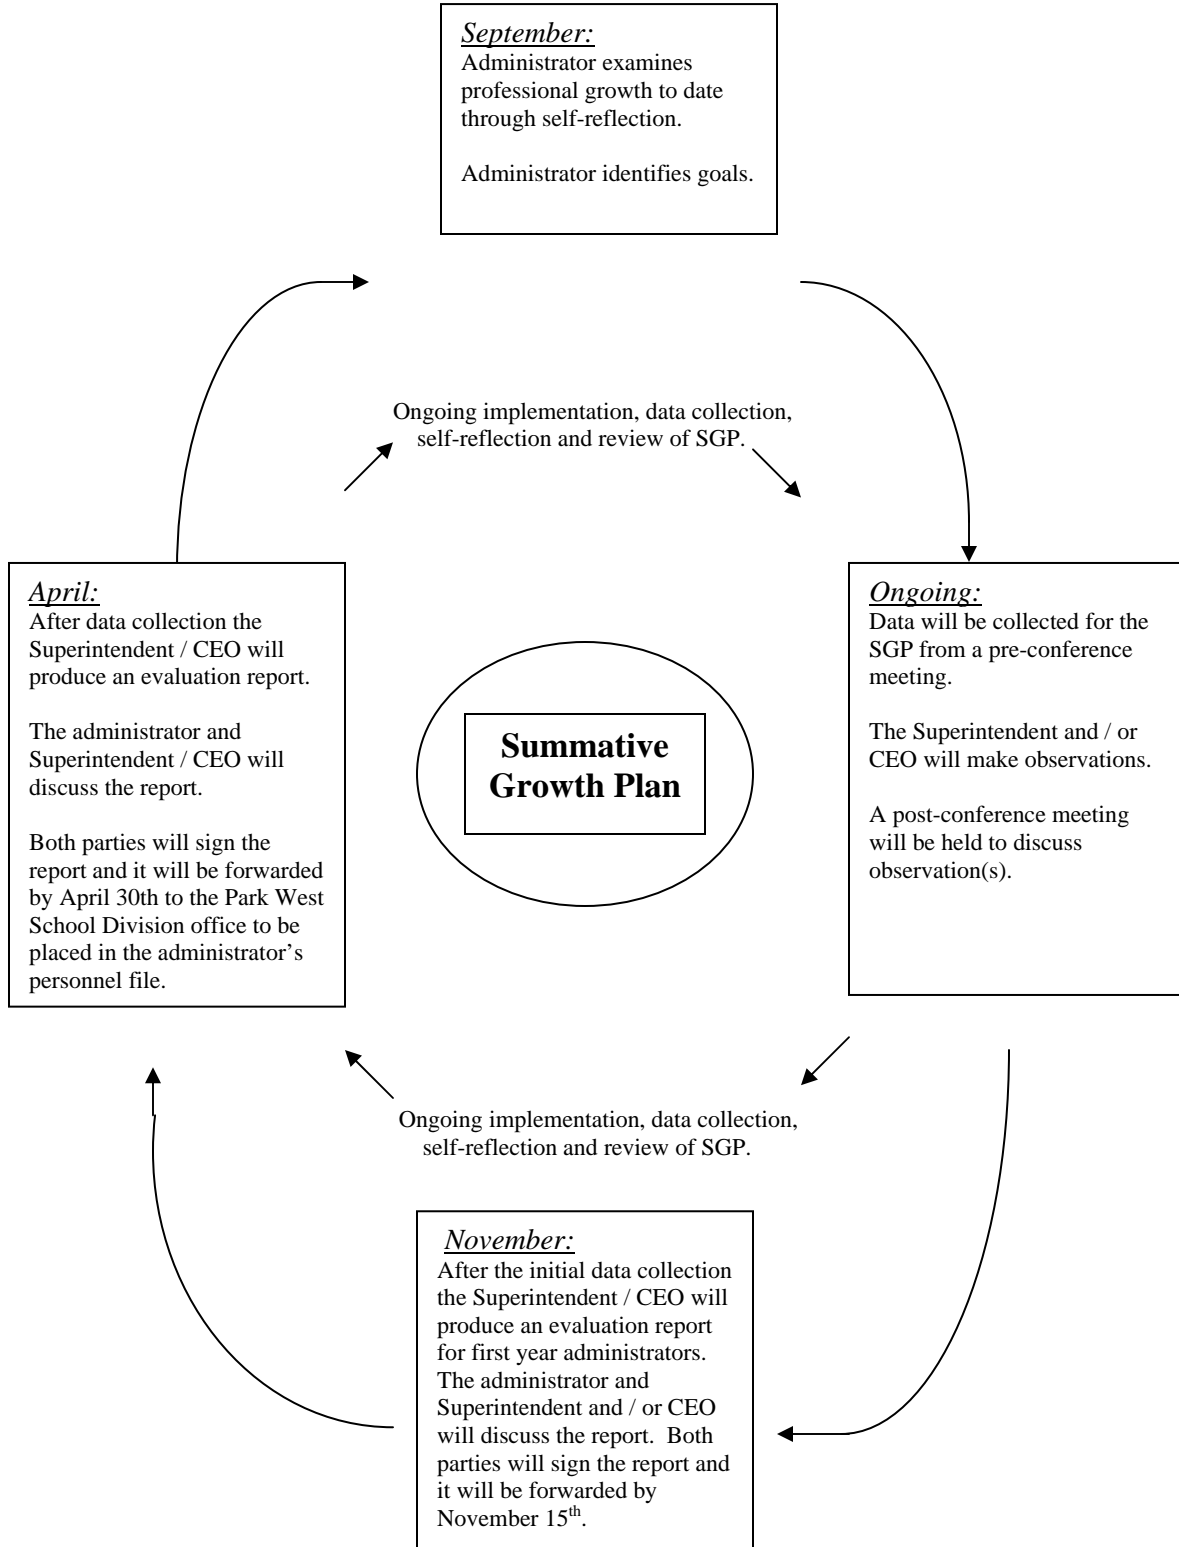 September:
Administrator examines
professional growth to date
through self-reflection.
Administrator identifies goals.
Ongoing implementation, data collection,
self-reflection and review of SGP.
April:
After data collection the
Superintendent / CEO will
produce an evaluation report.
The administrator and
Superintendent / CEO will
discuss the report.
Both parties will sign the
report and it will be forwarded
by April 30th to the Park West
School Division office to be
placed in the administrator’s
personnel file.
Summative
Growth Plan
Ongoing:
Data will be collected for the
SGP from a pre-conference
meeting.
The Superintendent and / or
CEO will make observations.
A post-conference meeting
will be held to discuss
observation(s).
Ongoing implementation, data collection,
self-reflection and review of SGP.
November:
After the initial data collection
the Superintendent / CEO will
produce an evaluation report
for first year administrators.
The administrator and
Superintendent and / or CEO
will discuss the report.  Both
parties will sign the report and
it will be forwarded by
November 15th.